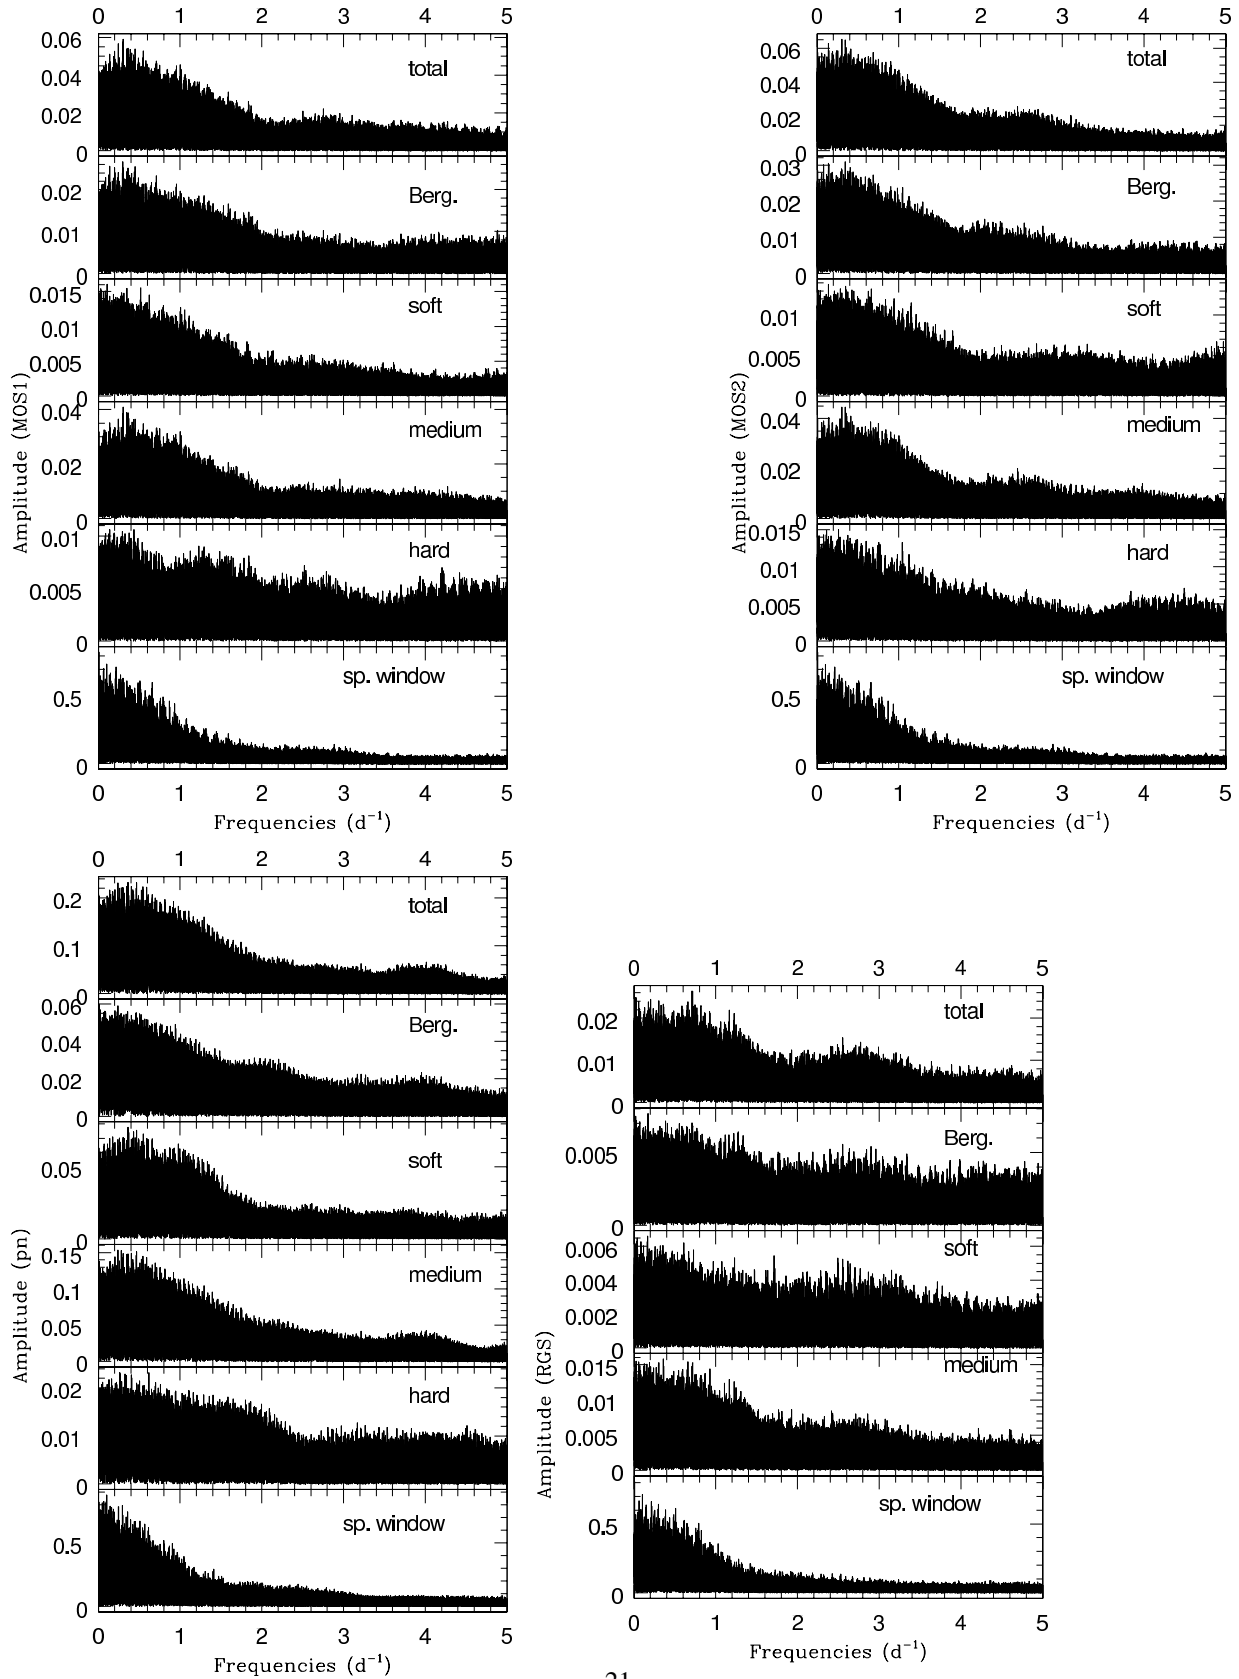 0 1 2 3 4 5
0.06
total
0.04
0.02
0
Berg.
0.02
0.01
0
0.015
soft
0.01
0.005
0
0.04
medium
0.02
0
0.01
hard
0.005
0
sp. window
0.5
0
0 1 2 3 4 5
Frequencies (d⁻¹)
Amplitude (MOS1)
0 1 2 3 4 5
0.06
total
0.04
0.02
0
0.03
Berg.
0.02
0.01
0
soft
0.01
0.005
0
0.04
medium
0.02
0
0.015
hard
0.01
0.005
0
sp. window
0.5
0
0 1 2 3 4 5
Frequencies (d⁻¹)
Amplitude (MOS2)
0 1 2 3 4 5
0.2
total
0.1
0
0.06
Berg.
0.04
0.02
0
soft
0.05
0
0.15
medium
0.1
0.05
0
0.02
hard
0.01
0
sp. window
0.5
0
0 1 2 3 4 5
Frequencies (d⁻¹)
Amplitude (pn)
0 1 2 3 4 5
total
0.02
0.01
0
Berg.
0.005
0
soft
0.006
0.004
0.002
0
medium
0.015
0.01
0.005
0
sp. window
0.5
0
0 1 2 3 4 5
Frequencies (d⁻¹)
Amplitude (RGS)